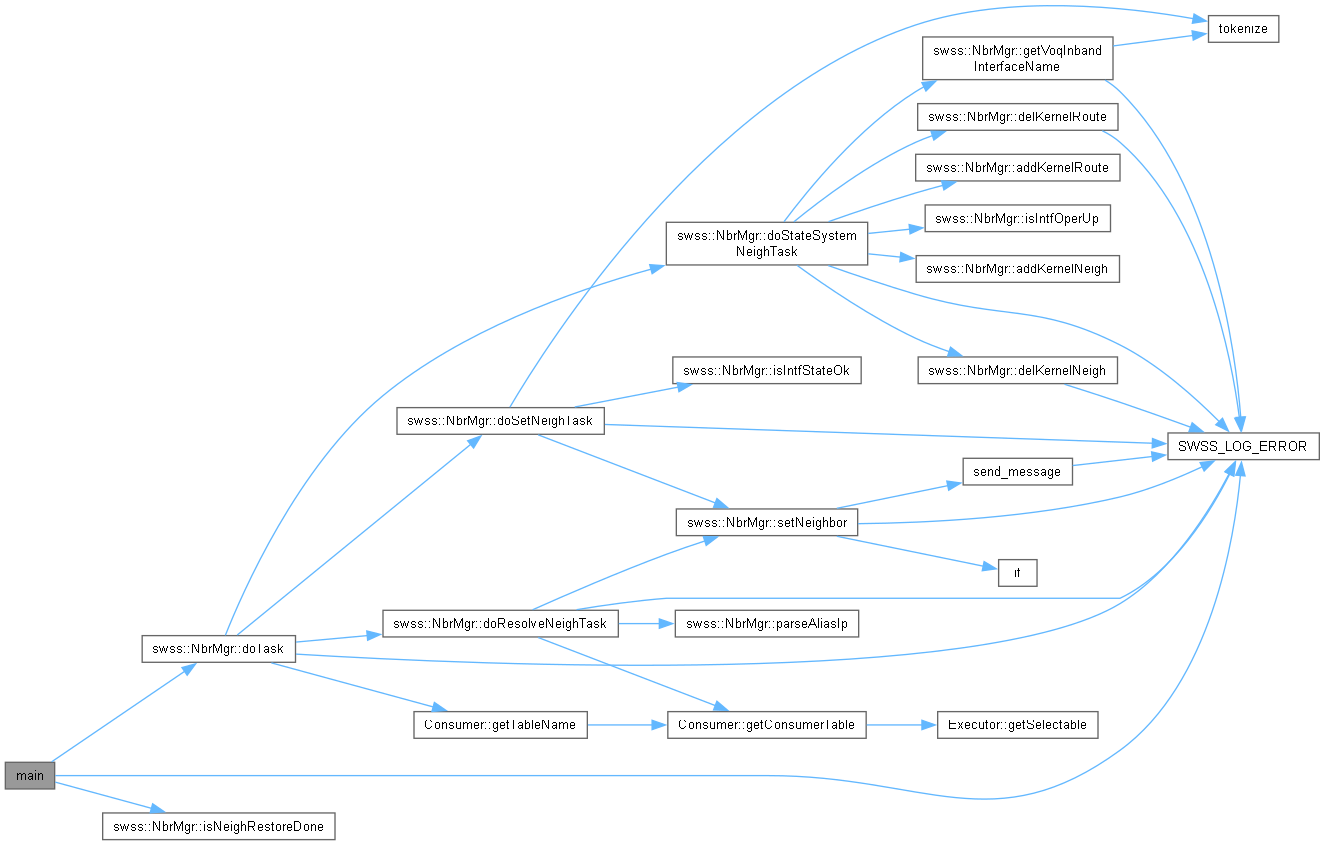 tokenize
swss::NbrMgr::getVoqInband
InterfaceName
swss::NbrMgr::delKernelRoute
swss::NbrMgr::addKernelRoute
swss::NbrMgr::isIntfOperUp
swss::NbrMgr::doStateSystem
NeighTask
swss::NbrMgr::addKernelNeigh
swss::NbrMgr::isIntfStateOk
swss::NbrMgr::delKernelNeigh
swss::NbrMgr::doSetNeighTask
SWSS_LOG_ERROR
send_message
swss::NbrMgr::setNeighbor
if
swss::NbrMgr::doResolveNeighTask
swss::NbrMgr::parseAliasIp
swss::NbrMgr::doTask
Consumer::getTableName
Consumer::getConsumerTable
Executor::getSelectable
main
swss::NbrMgr::isNeighRestoreDone